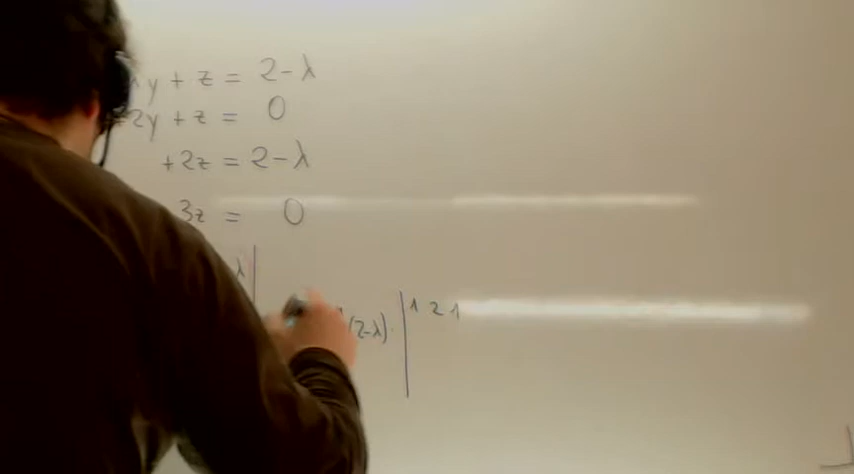 y + z = 2-λ
2y + z = 0
+2z = 2-λ
3z = 0
λ|
(2-λ) · |1 2 1